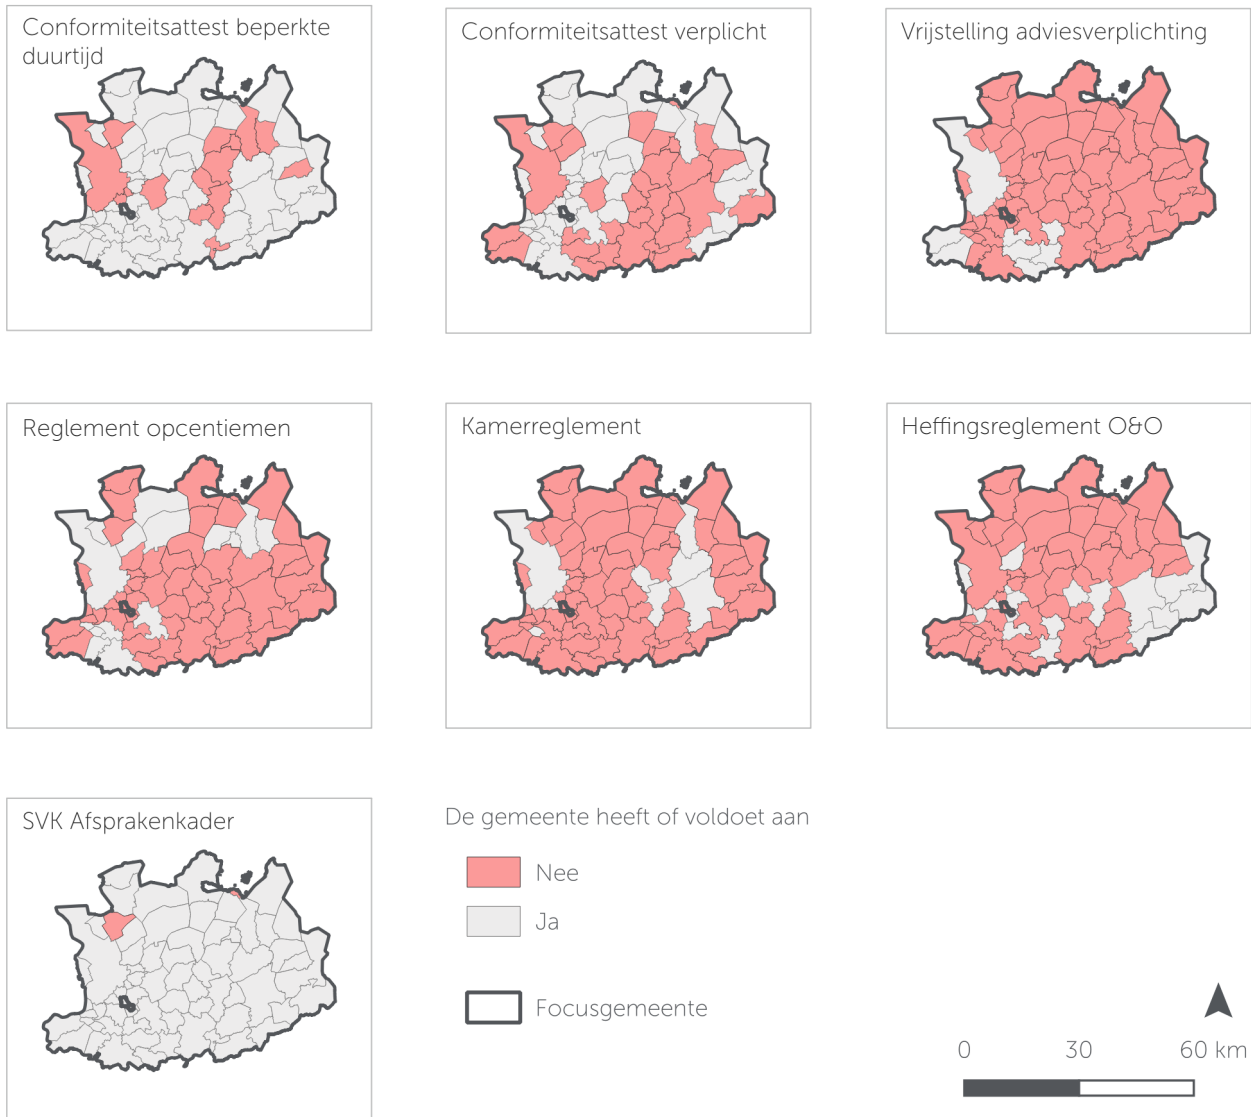 Conformiteitsattest beperkte
duurtijd
Conformiteitsattest verplicht
Vrijstelling adviesverplichting
Reglement opcentiemen
Kamerreglement
Heffingsreglement O&O
SVK Afsprakenkader
De gemeente heeft of voldoet aan
Nee
Ja
Focusgemeente
0 30 60 km